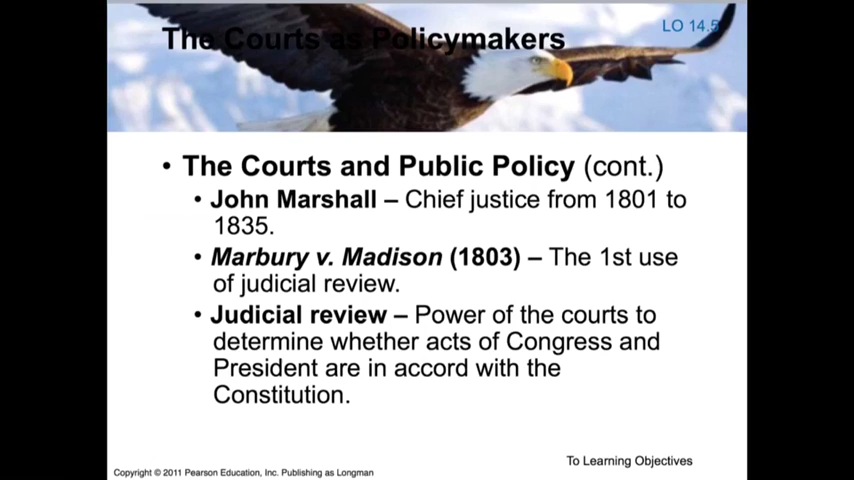 The Courts as Policymakers
LO 14.5
• The Courts and Public Policy (cont.)
• John Marshall – Chief justice from 1801 to
1835.
• Marbury v. Madison (1803) – The 1st use
of judicial review.
• Judicial review – Power of the courts to
determine whether acts of Congress and
President are in accord with the
Constitution.
To Learning Objectives
Copyright © 2011 Pearson Education, Inc. Publishing as Longman